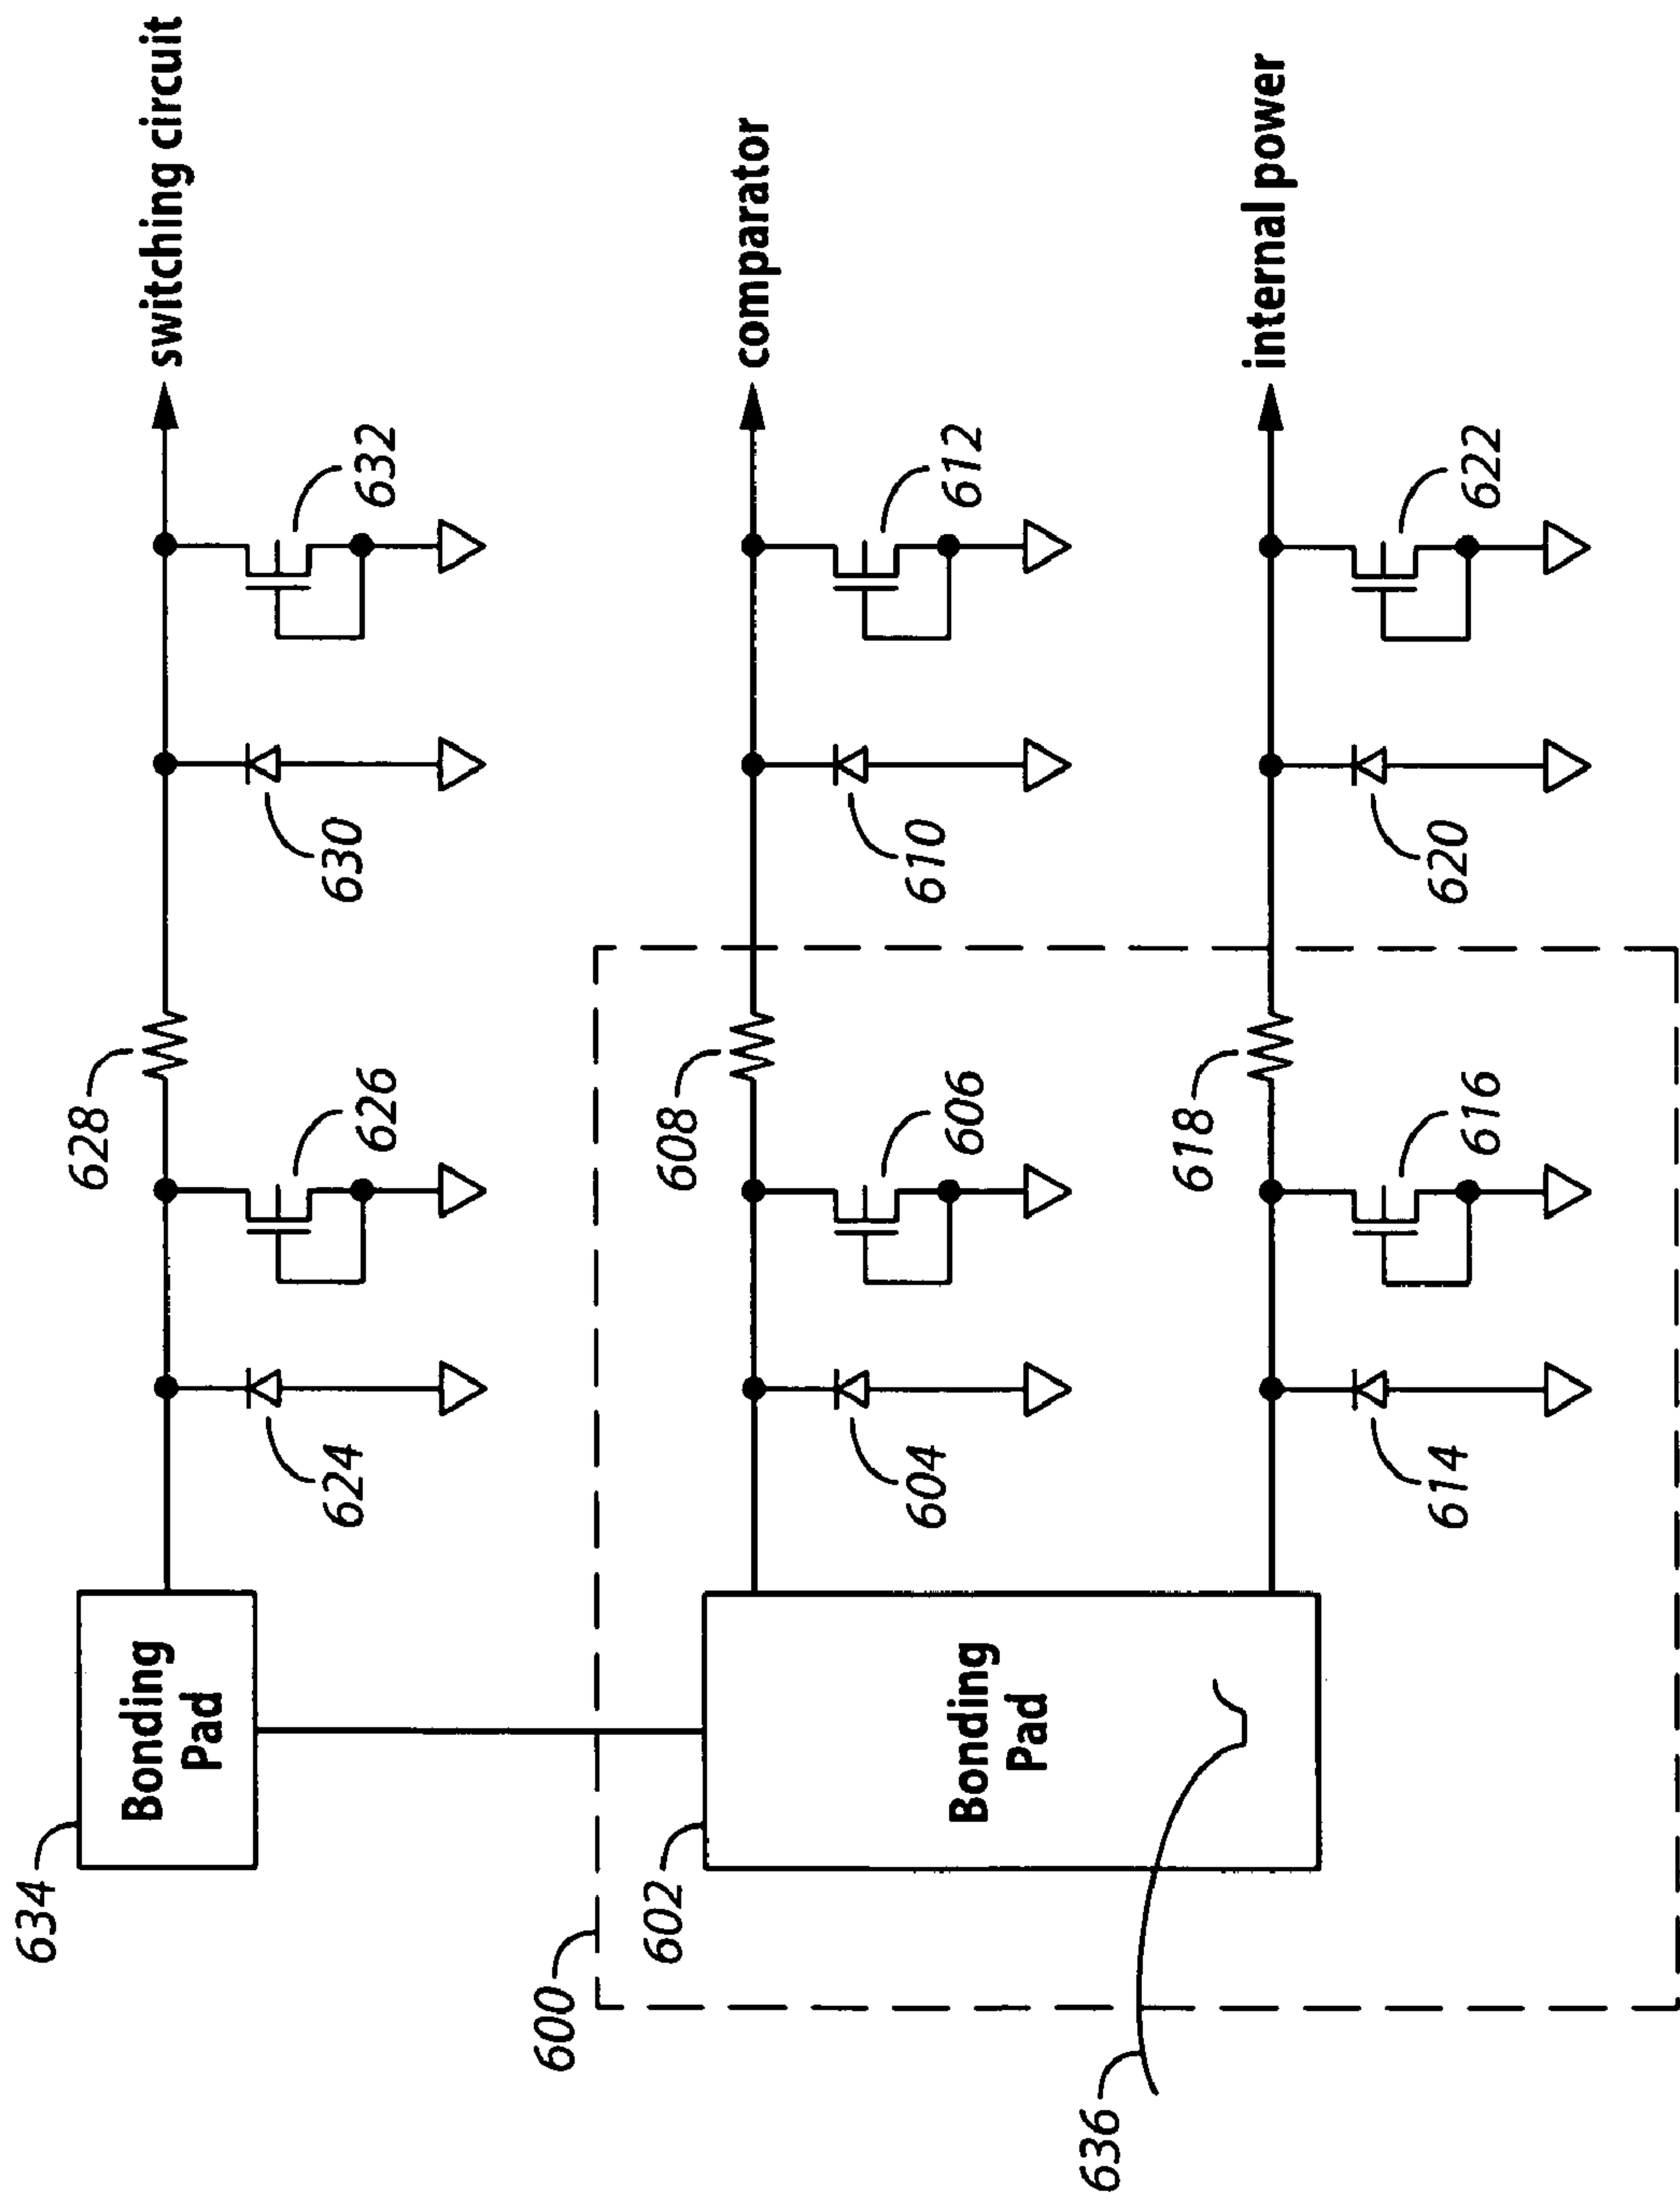 switching circuit
632
630
628
626
624
Bonding
Pad
634
comparator
612
610
608
606
604
Bonding
Pad
602
600
internal power
622
620
618
616
614
636